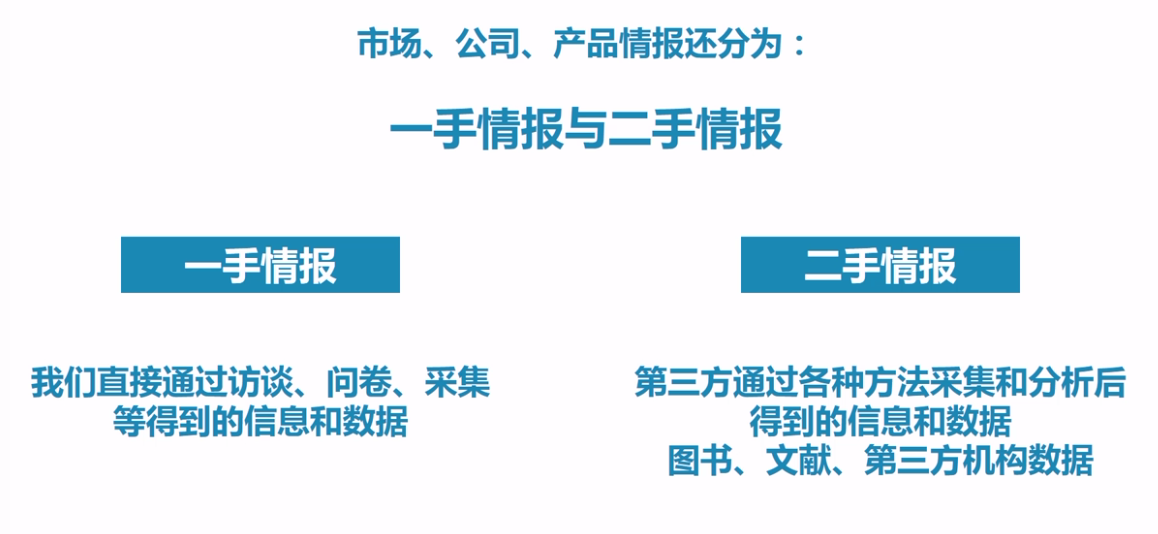 市场、公司、产品情报还分为：
一手情报与二手情报
一手情报
我们直接通过访谈、问卷、采集
等得到的信息和数据
二手情报
第三方通过各种方法采集和分析后
得到的信息和数据
图书、文献、第三方机构数据